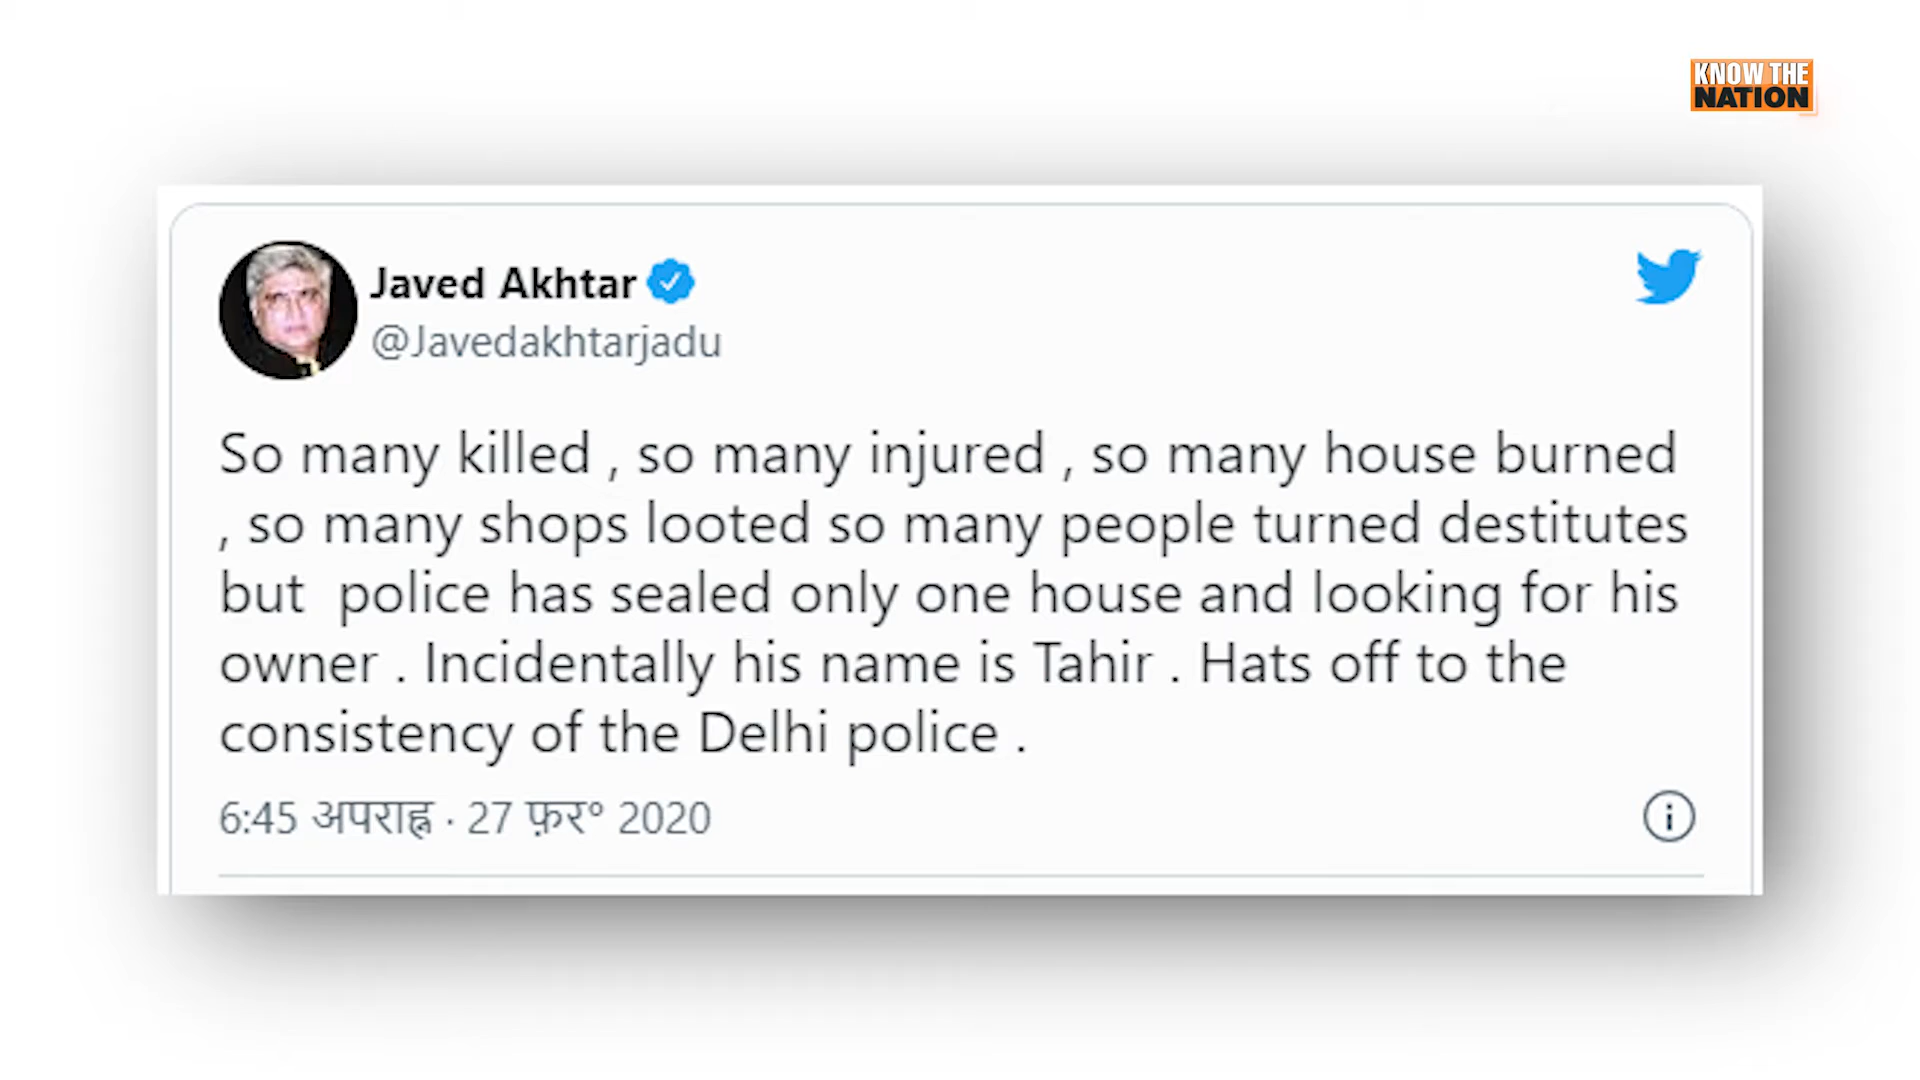 KNOW THE
NATION
Javed Akhtar
@Javedakhtarjadu
So many killed , so many injured , so many house burned
, so many shops looted so many people turned destitutes
but  police has sealed only one house and looking for his
owner . Incidentally his name is Tahir . Hats off to the
consistency of the Delhi police .
6:45 अपराह्न · 27 फ़र॰ 2020